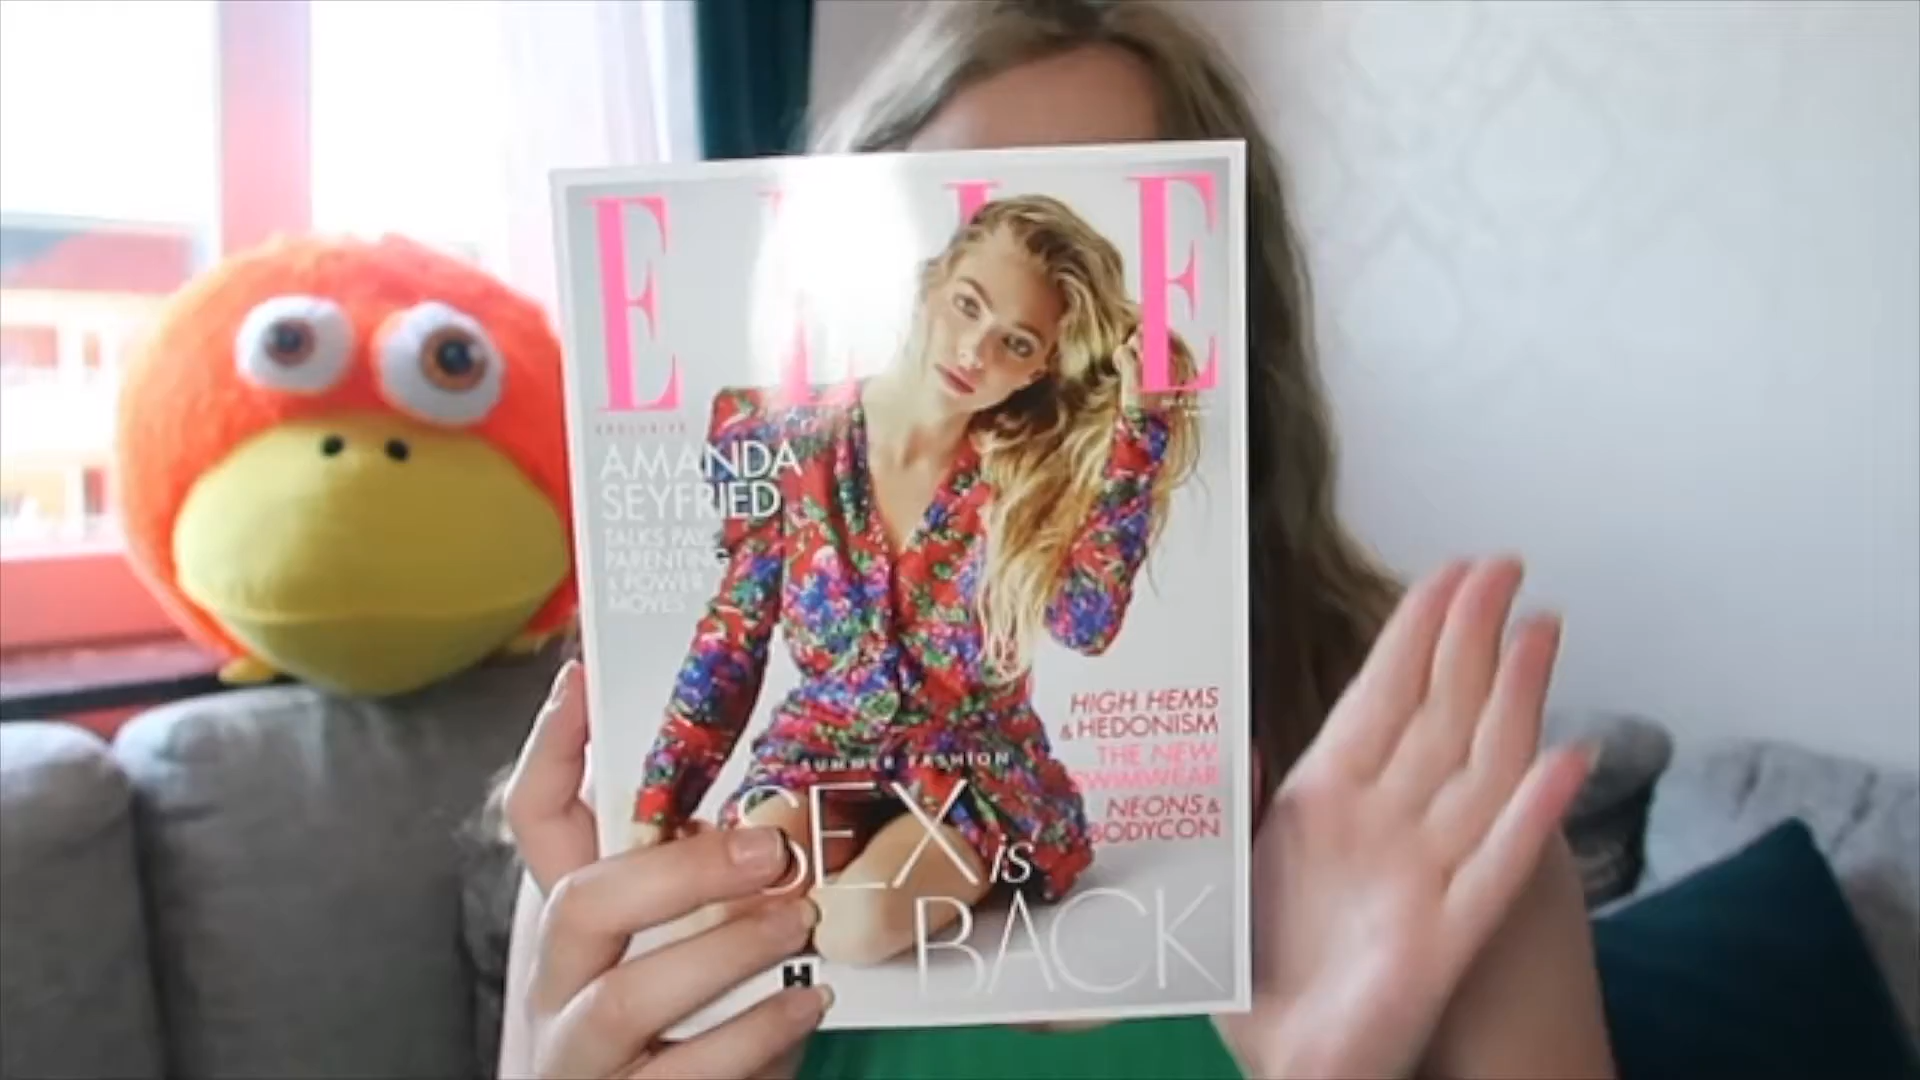 ELLE
EXCLUSIVE
AMANDA
SEYFRIED
TALKS PAY,
PARENTING
& POWER
MOVES
HIGH HEMS
& HEDONISM
THE NEW
SWIMWEAR
NEONS &
BODYCON
SUMMER FASHION
SEX is
BACK
H